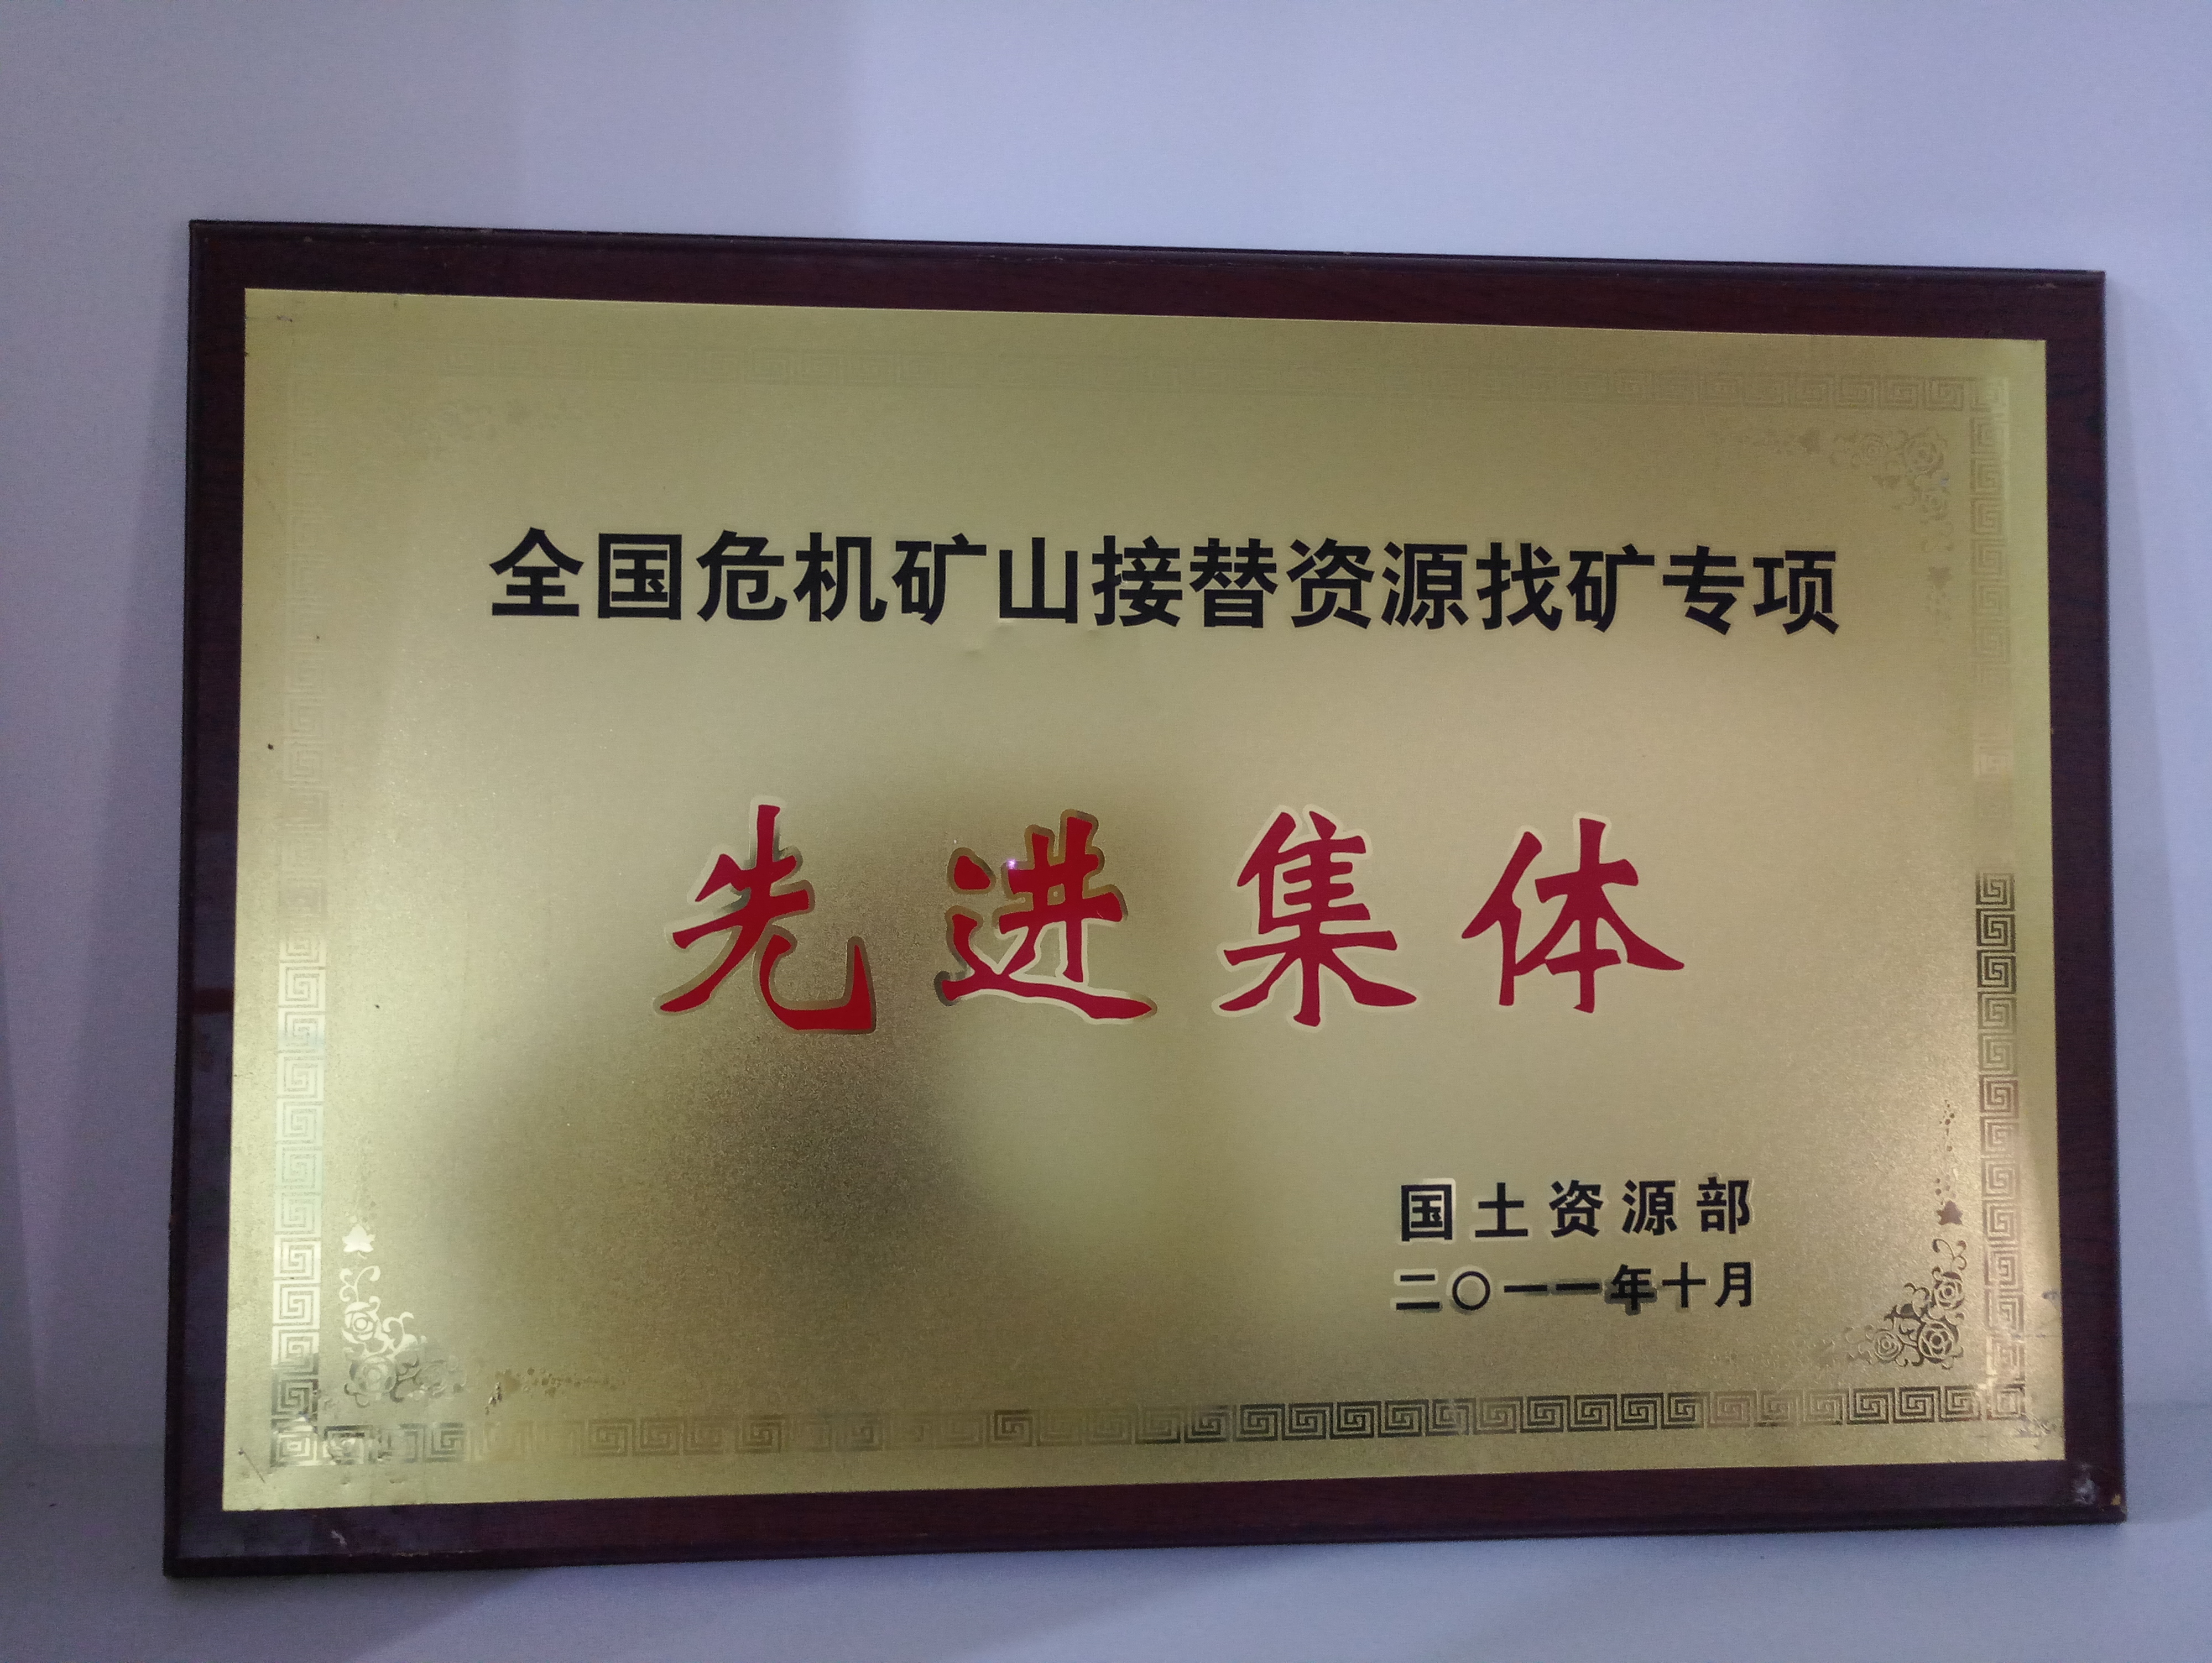 全国危机矿山接替资源找矿专项
先进集体
国土资源部
二〇一一年十月